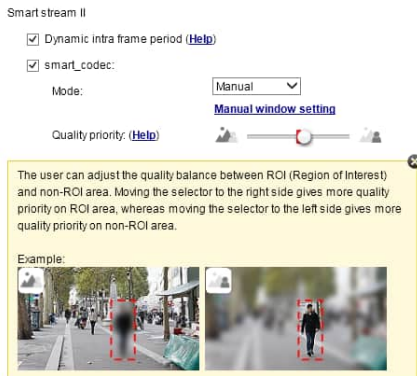 Smart stream II
Dynamic intra frame period (Help)
smart_codec:
Mode:
Manual
Manual window setting
Quality priority: (Help)
The user can adjust the quality balance between ROI (Region of Interest)
and non-ROI area. Moving the selector to the right side gives more quality
priority on ROI area, whereas moving the selector to the left side gives more
quality priority on non-ROI area.
Example: